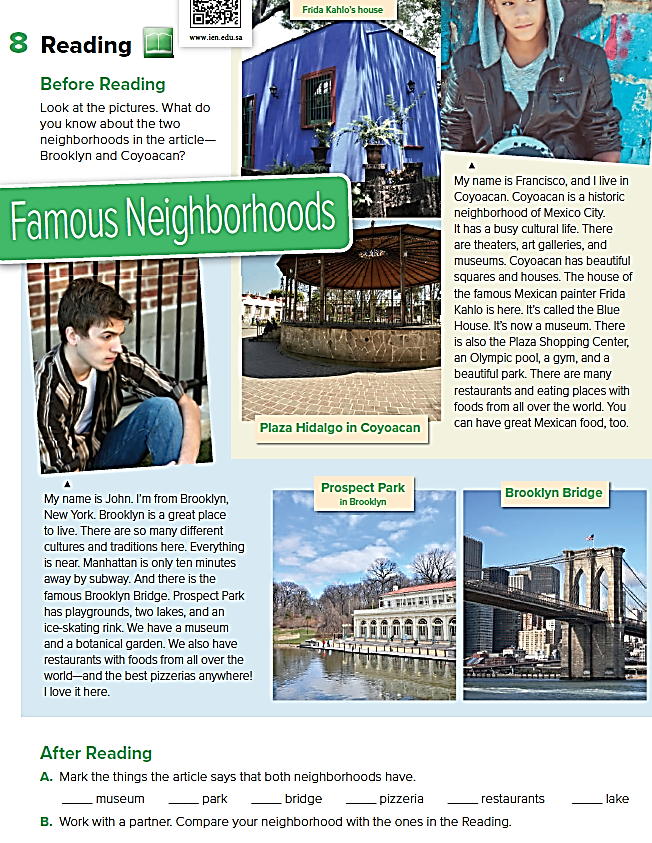 8 Reading
www.ien.edu.sa
Frida Kahlo's house
Before Reading
Look at the pictures. What do
you know about the two
neighborhoods in the article—
Brooklyn and Coyoacan?
Famous Neighborhoods
My name is Francisco, and I live in
Coyoacan. Coyoacan is a historic
neighborhood of Mexico City.
It has a busy cultural life. There
are theaters, art galleries, and
museums. Coyoacan has beautiful
squares and houses. The house of
the famous Mexican painter Frida
Kahlo is here. It's called the Blue
House. It's now a museum. There
is also the Plaza Shopping Center,
an Olympic pool, a gym, and a
beautiful park. There are many
restaurants and eating places with
foods from all over the world. You
can have great Mexican food, too.
Plaza Hidalgo in Coyoacan
My name is John. I'm from Brooklyn,
New York. Brooklyn is a great place
to live. There are so many different
cultures and traditions here. Everything
is near. Manhattan is only ten minutes
away by subway. And there is the
famous Brooklyn Bridge. Prospect Park
has playgrounds, two lakes, and an
ice-skating rink. We have a museum
and a botanical garden. We also have
restaurants with foods from all over the
world—and the best pizzerias anywhere!
I love it here.
Prospect Park
in Brooklyn
Brooklyn Bridge
After Reading
A. Mark the things the article says that both neighborhoods have.
____ museum ____ park ____ bridge ____ pizzeria ____ restaurants ____ lake
B. Work with a partner. Compare your neighborhood with the ones in the Reading.